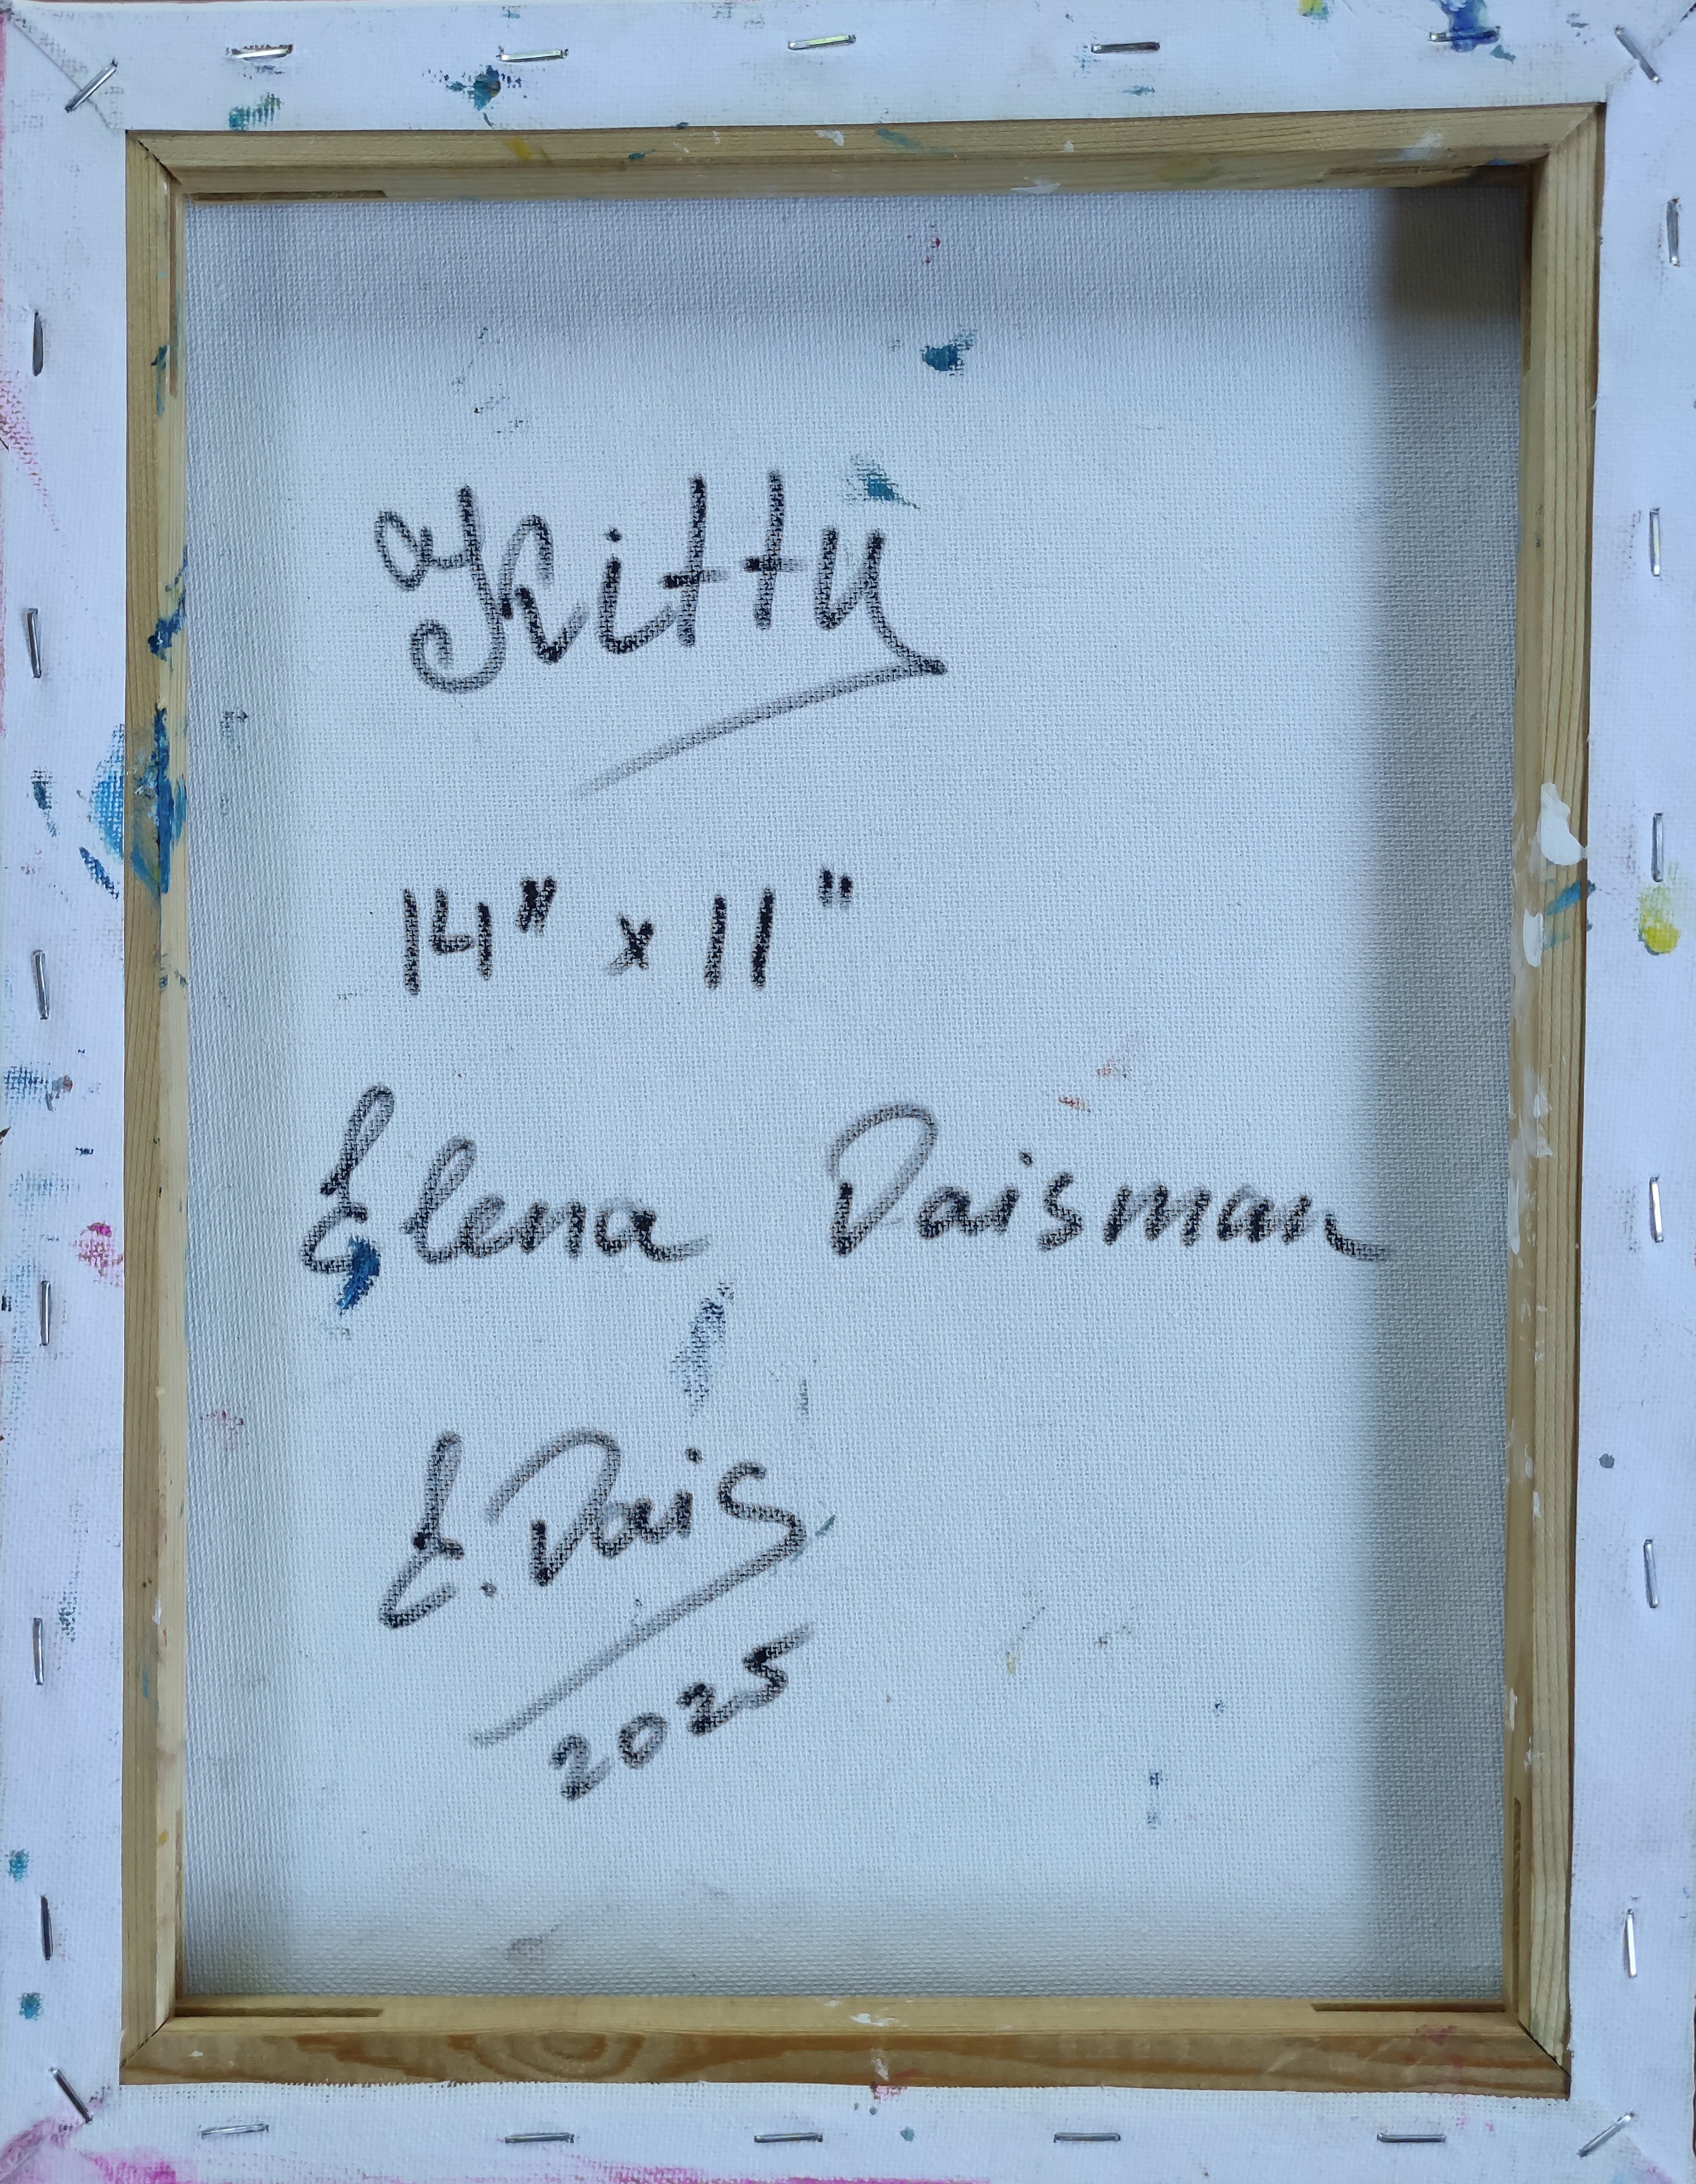 Kitty
14" x 11"
Elena Daisman
E. Dais
2025